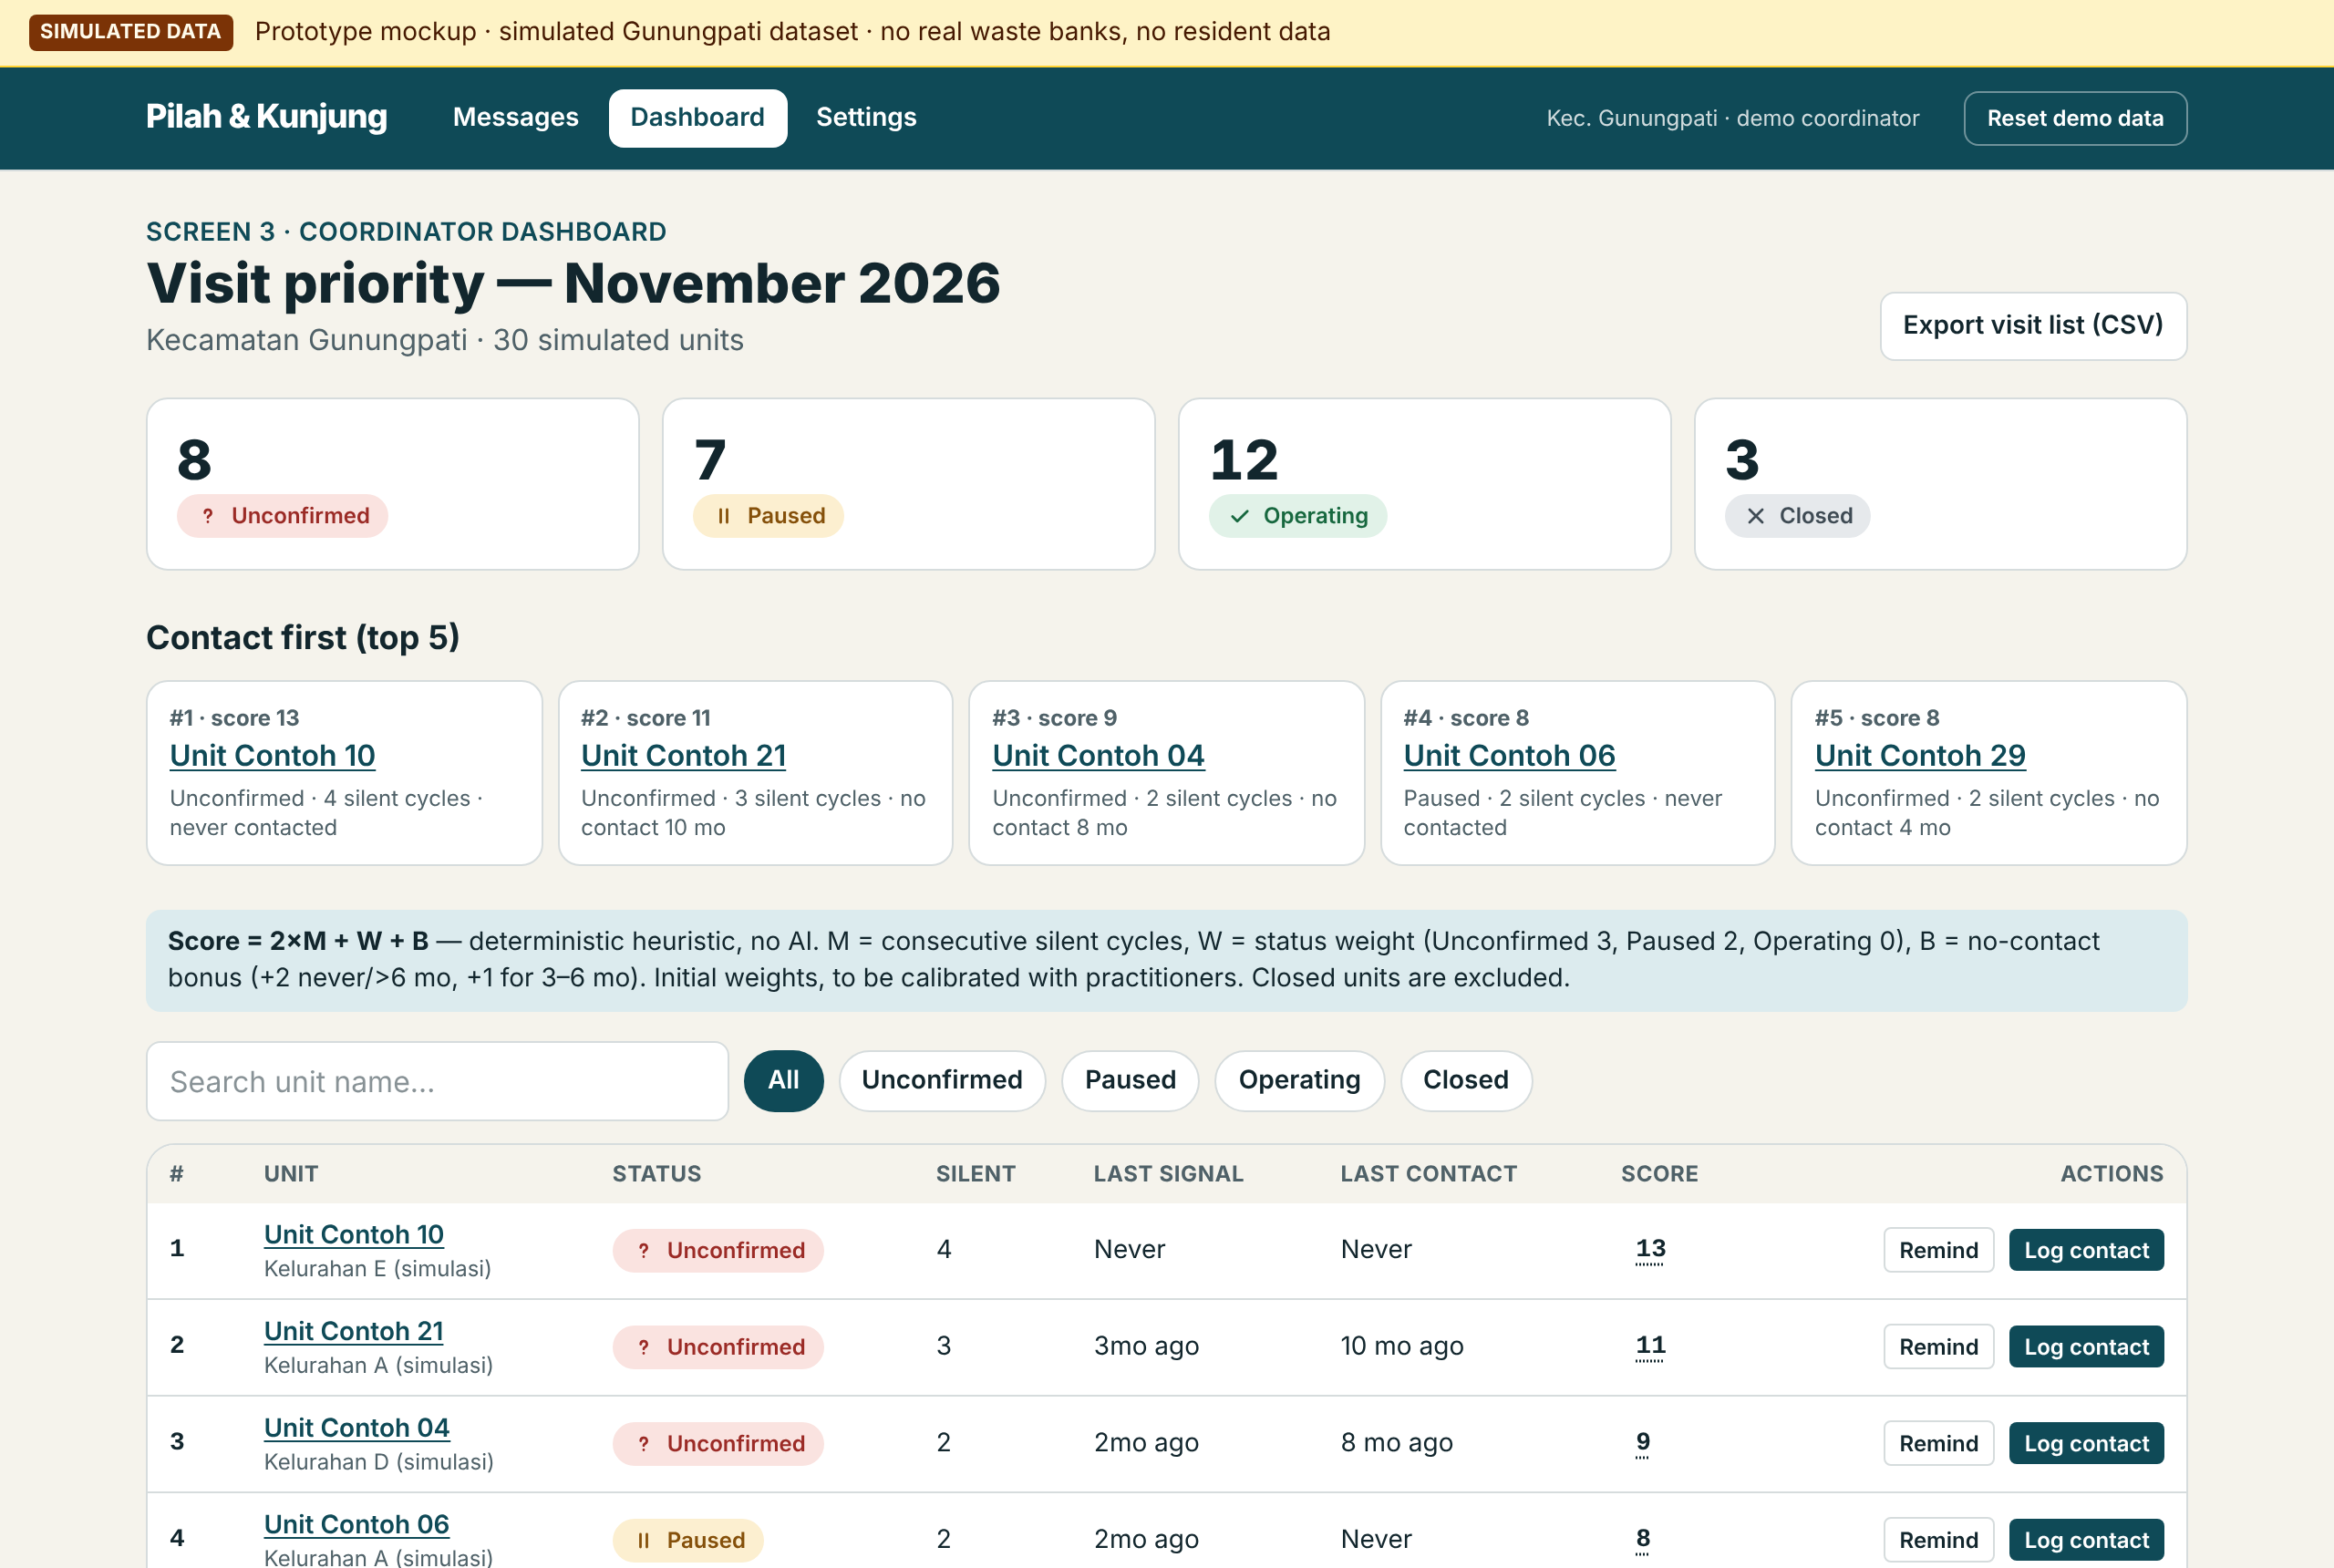 SIMULATED DATA Prototype mockup · simulated Gunungpati dataset · no real waste banks, no resident data
Pilah & Kunjung Messages Dashboard Settings Kec. Gunungpati · demo coordinator Reset demo data
SCREEN 3 · COORDINATOR DASHBOARD
Visit priority — November 2026
Kecamatan Gunungpati · 30 simulated units
Export visit list (CSV)
8
? Unconfirmed
7
Paused
12
Operating
3
Closed
Contact first (top 5)
#1 · score 13
Unit Contoh 10
Unconfirmed · 4 silent cycles ·
never contacted
#2 · score 11
Unit Contoh 21
Unconfirmed · 3 silent cycles · no
contact 10 mo
#3 · score 9
Unit Contoh 04
Unconfirmed · 2 silent cycles · no
contact 8 mo
#4 · score 8
Unit Contoh 06
Paused · 2 silent cycles · never
contacted
#5 · score 8
Unit Contoh 29
Unconfirmed · 2 silent cycles · no
contact 4 mo
Score = 2×M + W + B — deterministic heuristic, no AI. M = consecutive silent cycles, W = status weight (Unconfirmed 3, Paused 2, Operating 0), B = no-contact
bonus (+2 never/>6 mo, +1 for 3–6 mo). Initial weights, to be calibrated with practitioners. Closed units are excluded.
Search unit name... All Unconfirmed Paused Operating Closed
# UNIT STATUS SILENT LAST SIGNAL LAST CONTACT SCORE ACTIONS
1 Unit Contoh 10 ? Unconfirmed 4 Never Never 13 Remind Log contact
Kelurahan E (simulasi)
2 Unit Contoh 21 ? Unconfirmed 3 3mo ago 10 mo ago 11 Remind Log contact
Kelurahan A (simulasi)
3 Unit Contoh 04 ? Unconfirmed 2 2mo ago 8 mo ago 9 Remind Log contact
Kelurahan D (simulasi)
4 Unit Contoh 06 Paused 2 2mo ago Never 8 Remind Log contact
Kelurahan A (simulasi)